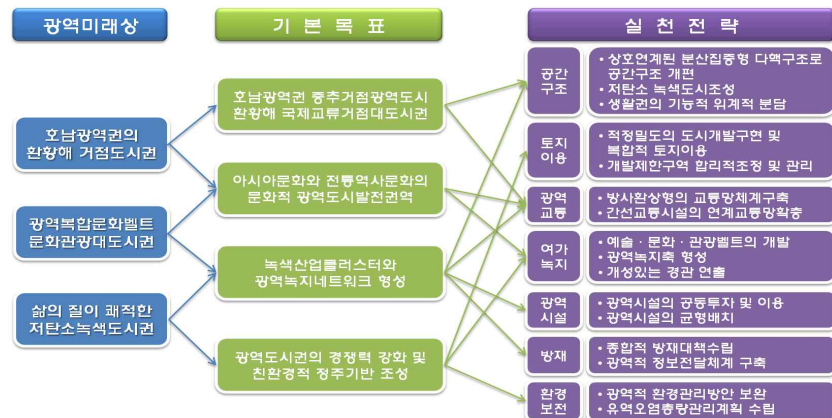 광역미래상
기 본 목 표
실 천 전 략
호남광역권의
환황해 거점도시권
광역복합문화벨트
문화관광대도시권
삶의 질이 쾌적한
저탄소녹색도시권
호남광역권 중추거점광역도시
환황해 국제교류거점대도시권
아시아문화와 전통역사문화의
문화적 광역도시발전권역
녹색산업클러스터와
광역녹지네트워크 형성
광역도시권의 경쟁력 강화 및
친환경적 정주기반 조성
공간
구조
• 상호연계된 분산집중형 다핵구조로
공간구조 개편
• 저탄소 녹색도시조성
• 생활권의 기능적 위계적 분담
토지
이용
• 적정밀도의 도시개발구현 및
복합적 토지이용
• 개발제한구역 합리적조정 및 관리
광역
교통
• 방사환상형의 교통망체계구축
• 간선교통시설의 연계교통망확충
여가
녹지
• 예술 · 문화 · 관광벨트의 개발
• 광역녹지축 형성
• 개성있는 경관 연출
광역
시설
• 광역시설의 공동투자 및 이용
• 광역시설의 균형배치
방재
• 종합적 방재대책수립
• 광역적 정보전달체계 구축
환경
보전
• 광역적 환경관리방안 보완
• 유역오염총량관리계획 수립